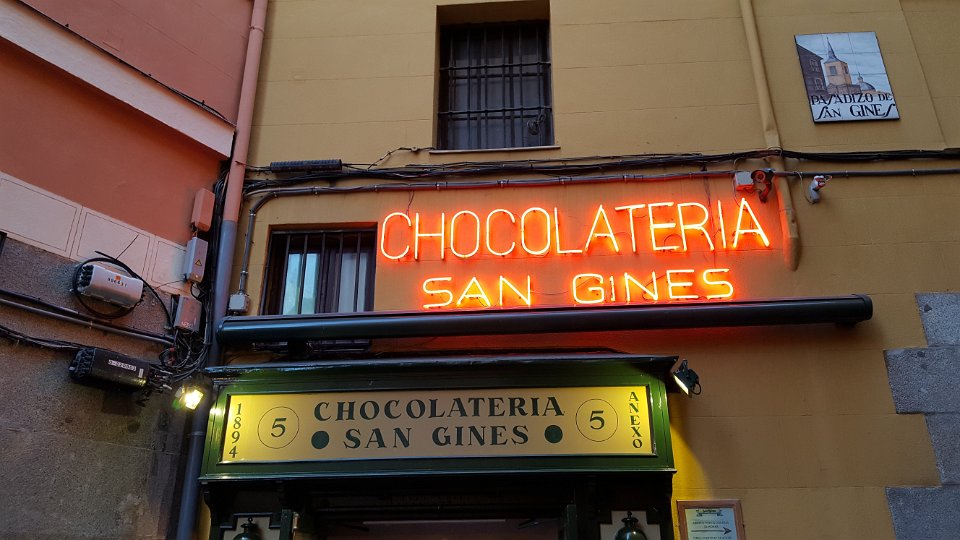 PASADIZO DE
SAN GINES
CHOCOLATERIA
SAN GINES
1894
5
CHOCOLATERIA
SAN GINES
5
ANEXO